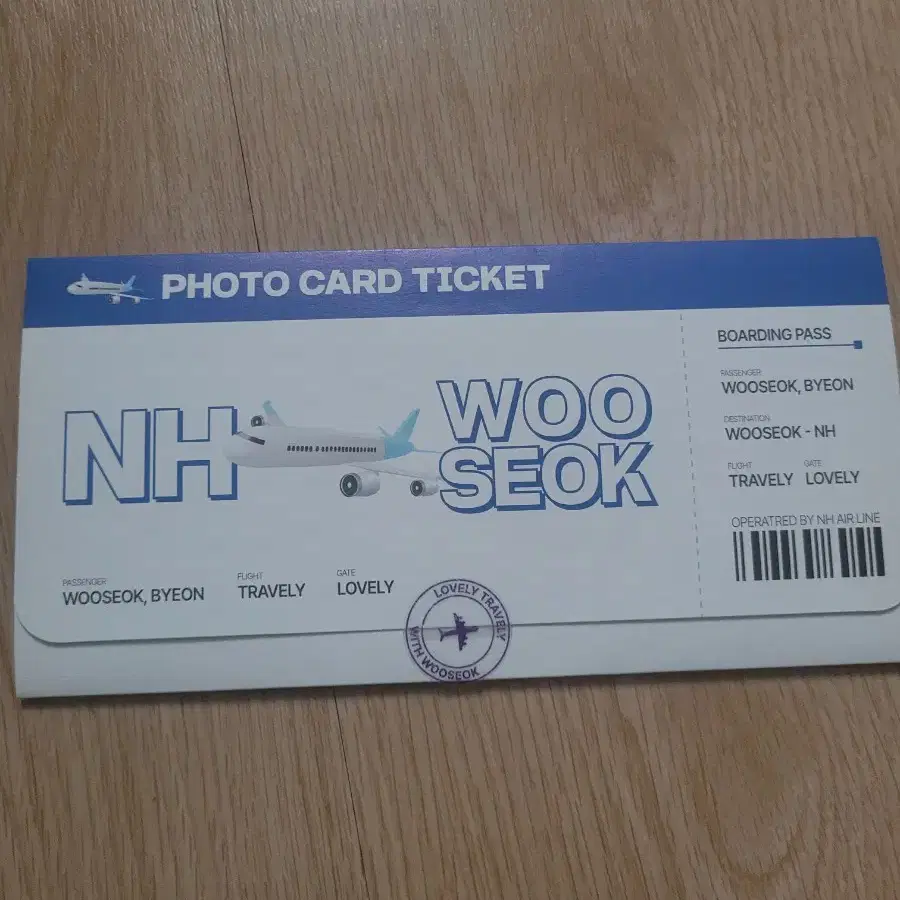 PHOTO CARD TICKET
NH
WOO
SEOK
PASSENGER
WOOSEOK, BYEON
FLIGHT
TRAVELY
GATE
LOVELY
BOARDING PASS
PASSENGER
WOOSEOK, BYEON
DESTINATION
WOOSEOK - NH
FLIGHT
TRAVELY
GATE
LOVELY
OPERATRED BY NH AIR LINE
LOVELY TRAVELY
WITH WOOSEOK